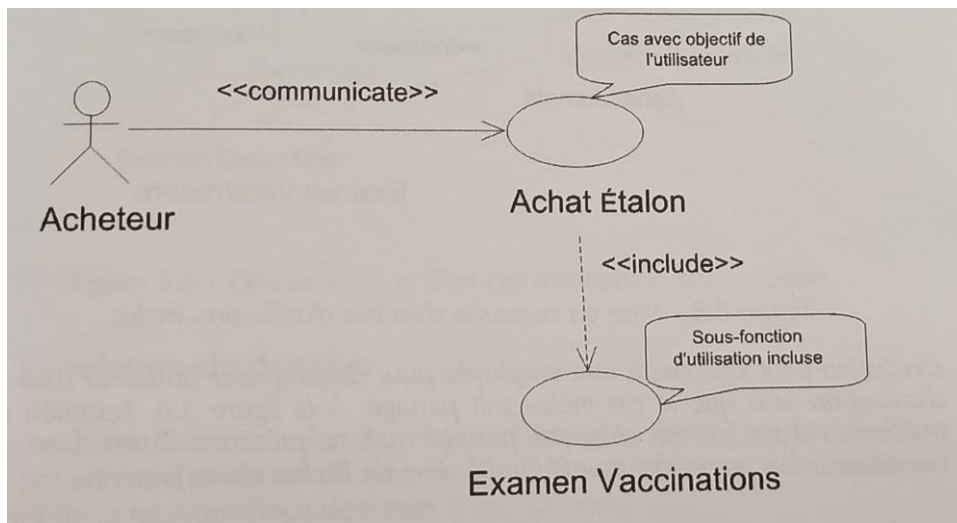 Cas avec objectif de
l'utilisateur
<<communicate>>
Acheteur
Achat Étalon
<<include>>
Sous-fonction
d'utilisation incluse
Examen Vaccinations